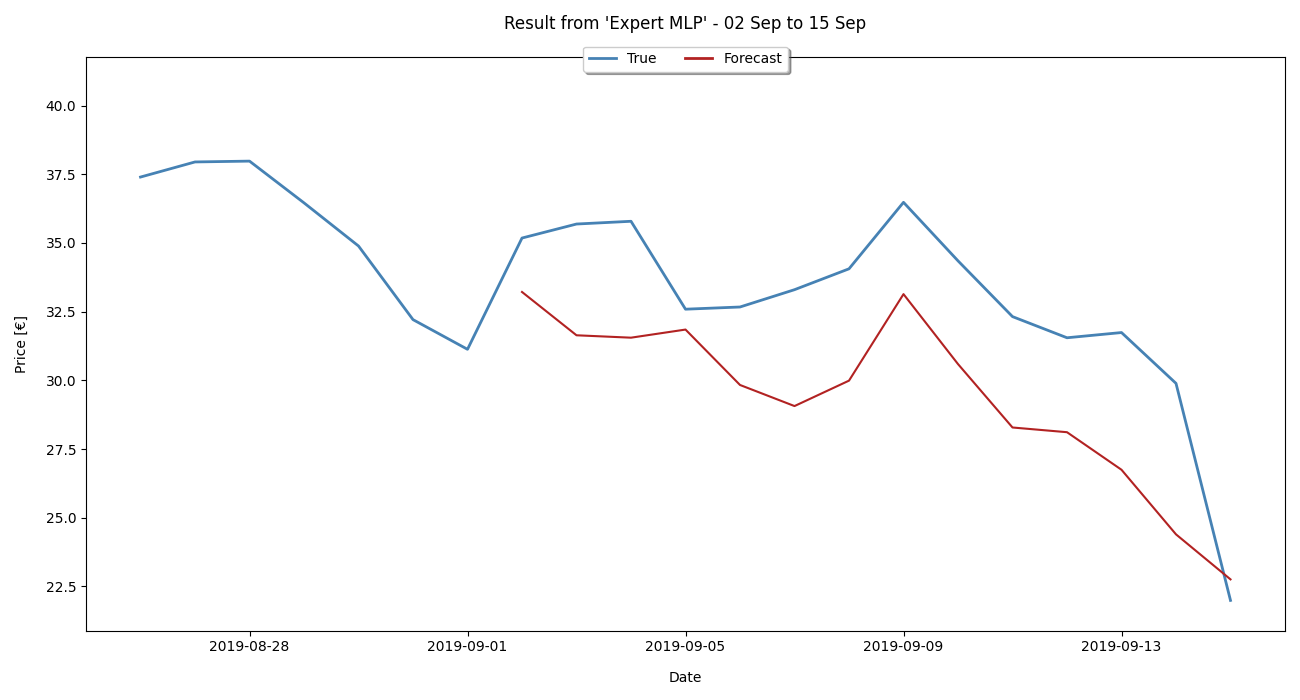 Result from 'Expert MLP' - 02 Sep to 15 Sep
True Forecast
40.0
37.5
35.0
32.5
30.0
27.5
25.0
22.5
Price [€]
2019-08-28 2019-09-01 2019-09-05 2019-09-09 2019-09-13
Date